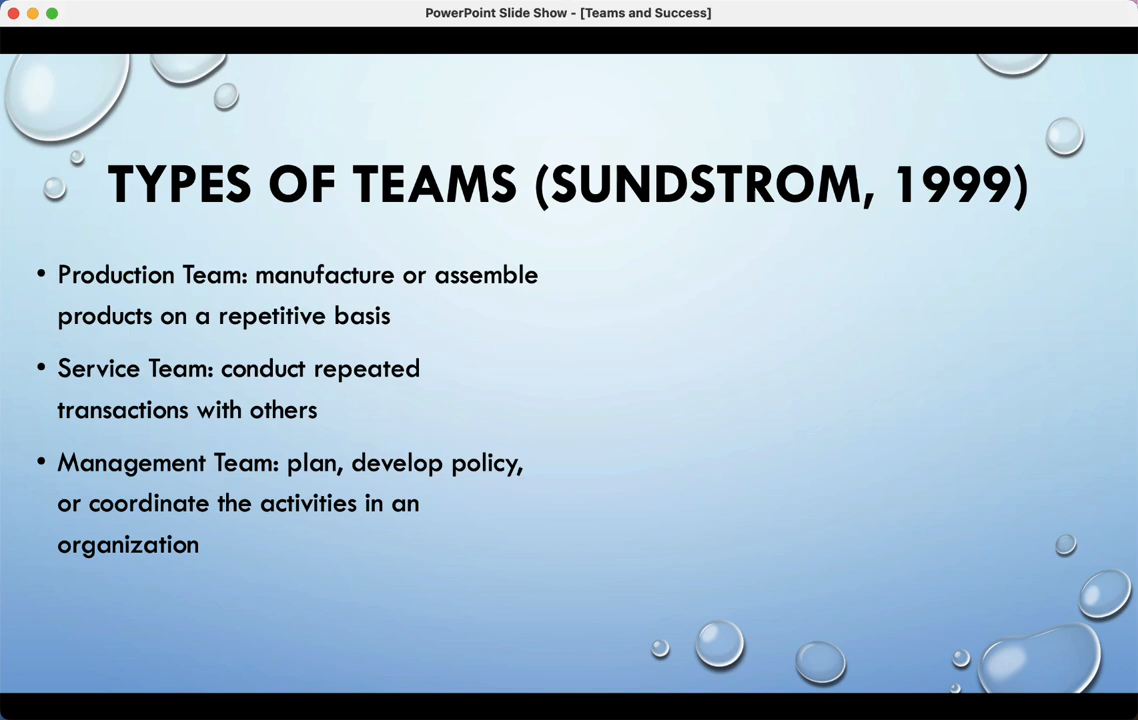 PowerPoint Slide Show - [Teams and Success]
TYPES OF TEAMS (SUNDSTROM, 1999)
• Production Team: manufacture or assemble
products on a repetitive basis
• Service Team: conduct repeated
transactions with others
• Management Team: plan, develop policy,
or coordinate the activities in an
organization